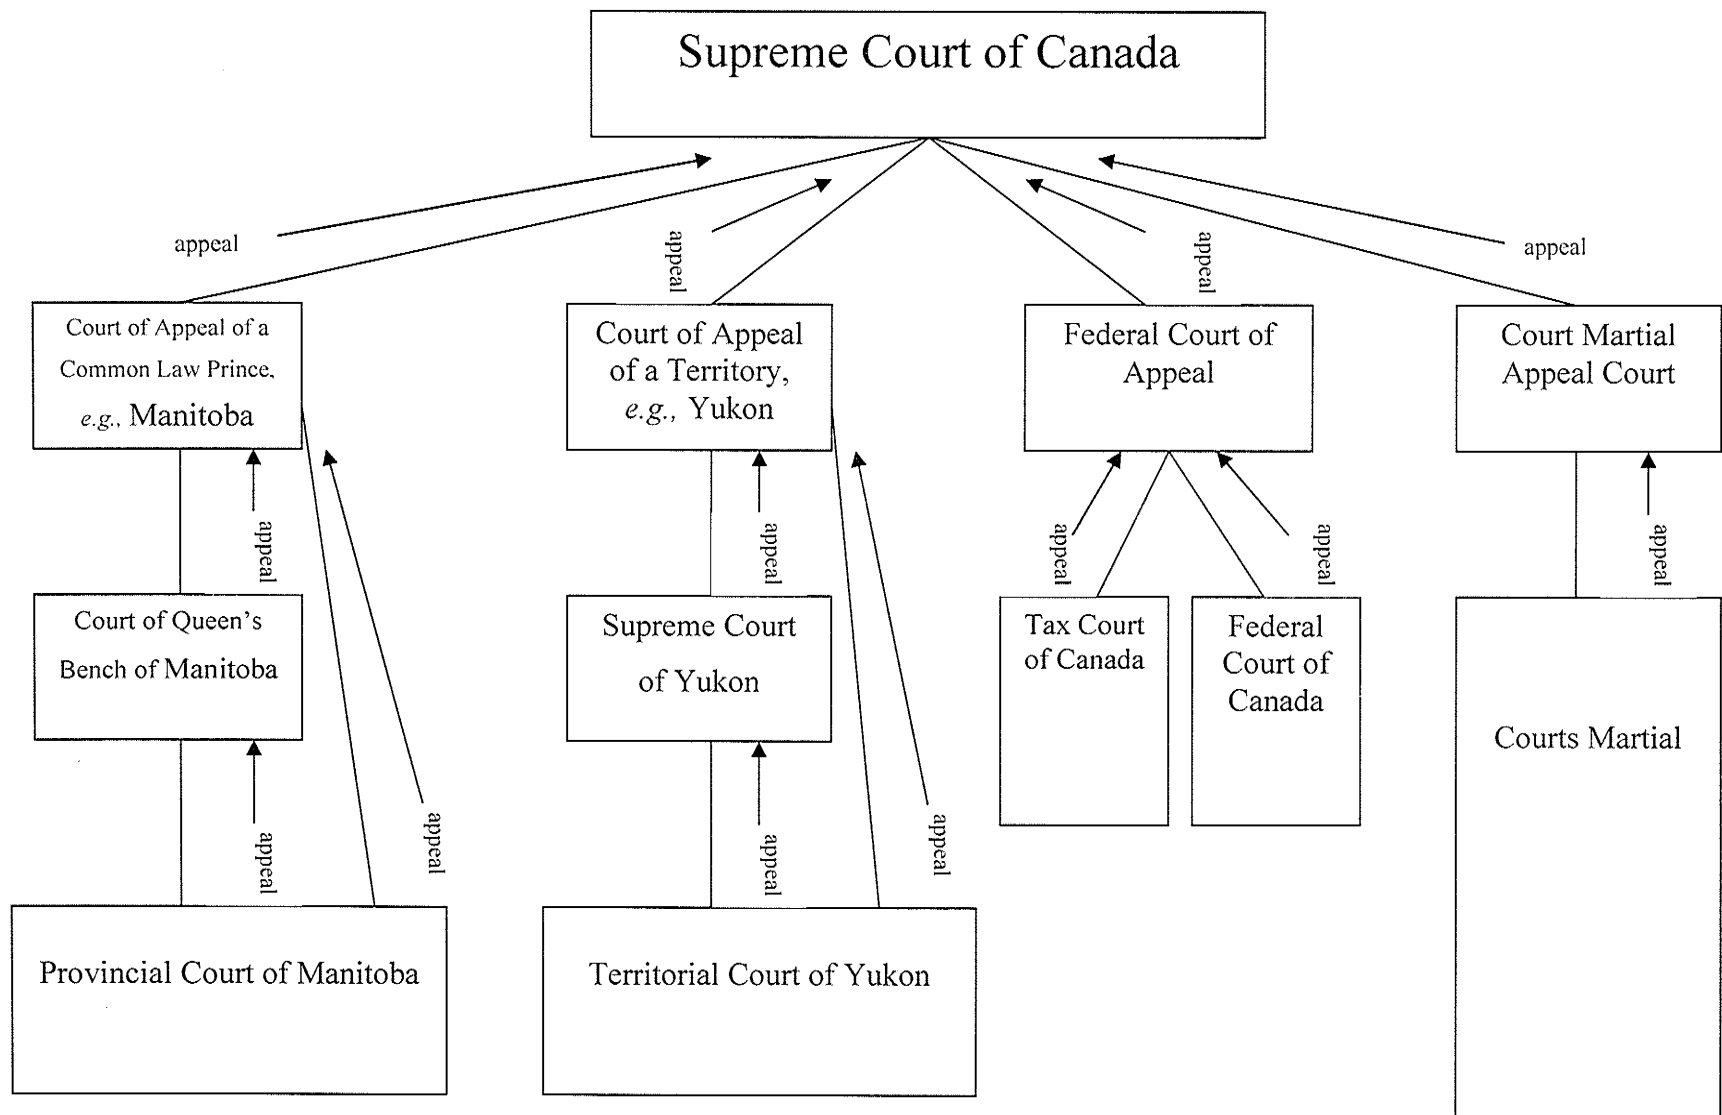 Supreme Court of Canada
appeal
appeal
appeal
appeal
Court of Appeal of a
Common Law Prince,
e.g., Manitoba
Court of Appeal
of a Territory,
e.g., Yukon
Federal Court of
Appeal
Court Martial
Appeal Court
appeal
appeal
appeal
appeal
appeal
Court of Queen's
Bench of Manitoba
Supreme Court
of Yukon
Tax Court
of Canada
Federal
Court of
Canada
Courts Martial
appeal
appeal
appeal
appeal
Provincial Court of Manitoba
Territorial Court of Yukon